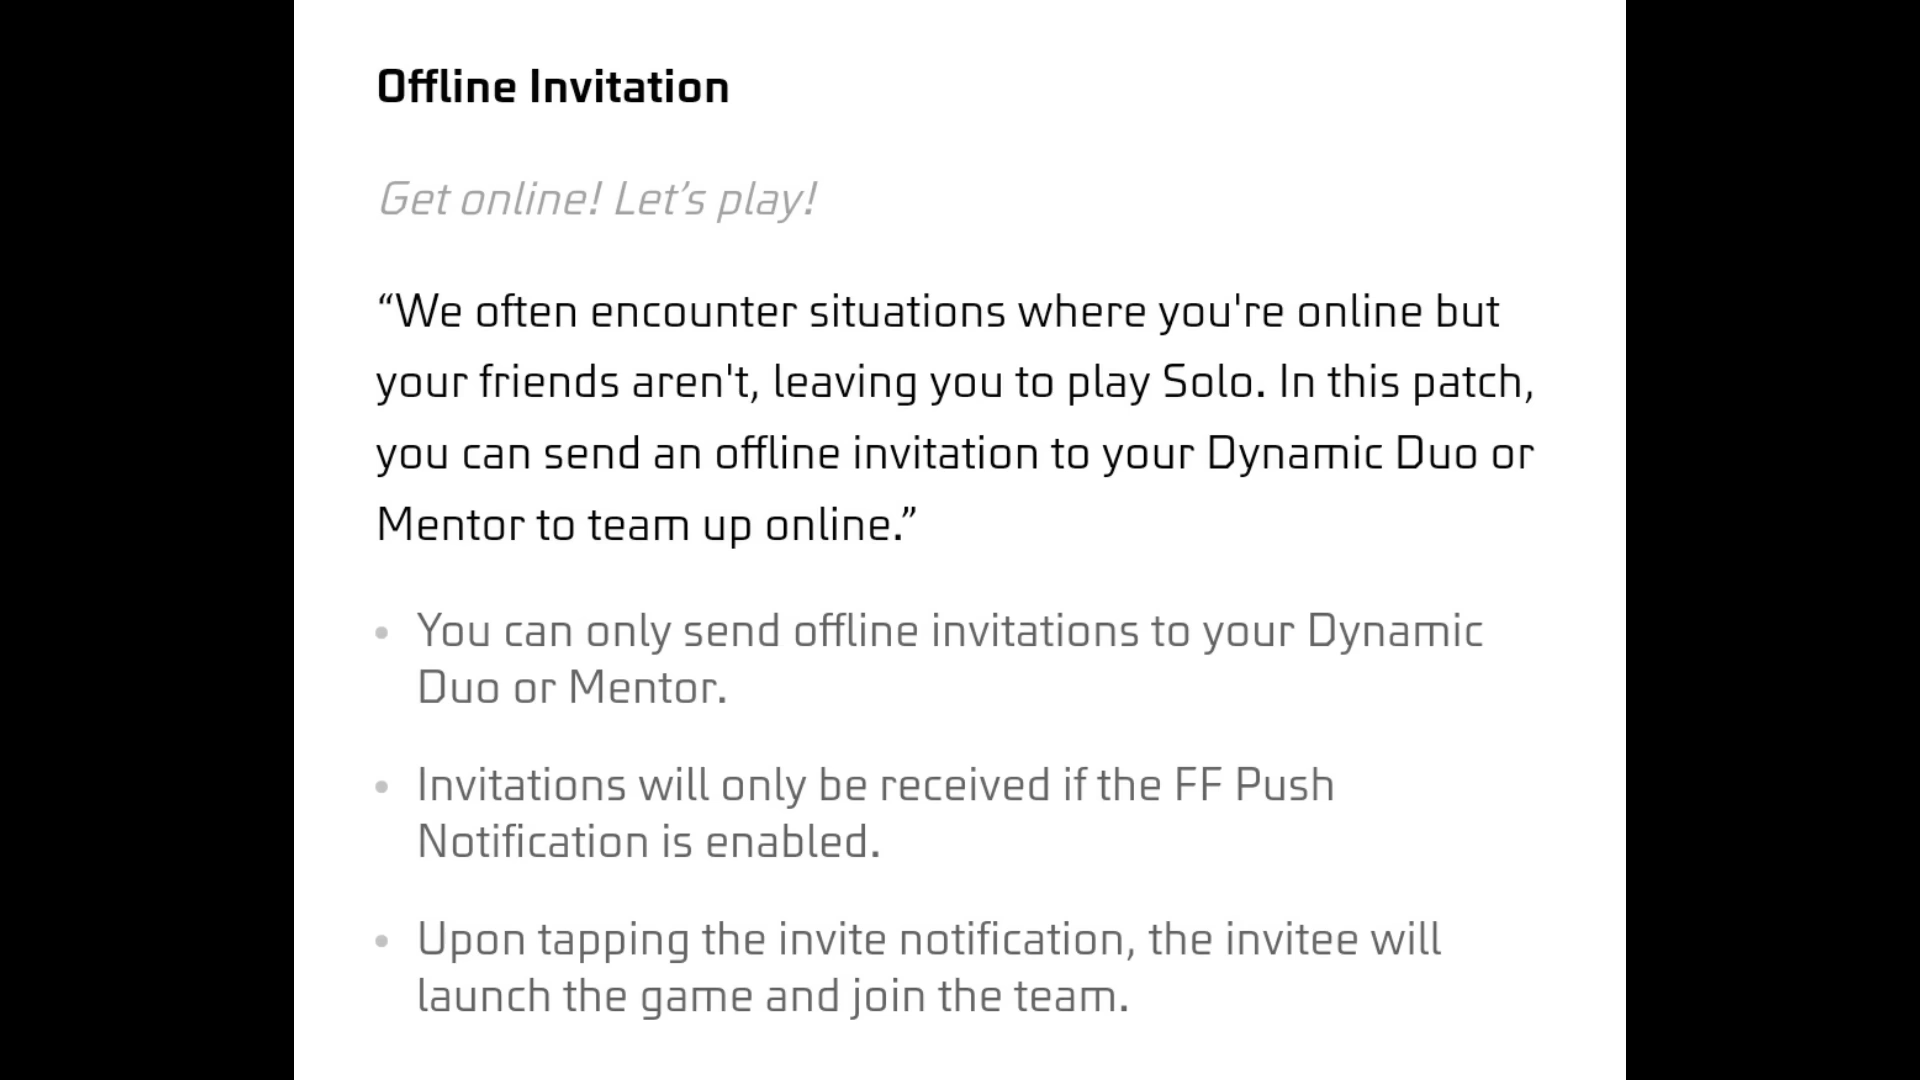 Offline Invitation
Get online! Let’s play!
“We often encounter situations where you're online but
your friends aren't, leaving you to play Solo. In this patch,
you can send an offline invitation to your Dynamic Duo or
Mentor to team up online.”
• You can only send offline invitations to your Dynamic
Duo or Mentor.
• Invitations will only be received if the FF Push
Notification is enabled.
• Upon tapping the invite notification, the invitee will
launch the game and join the team.